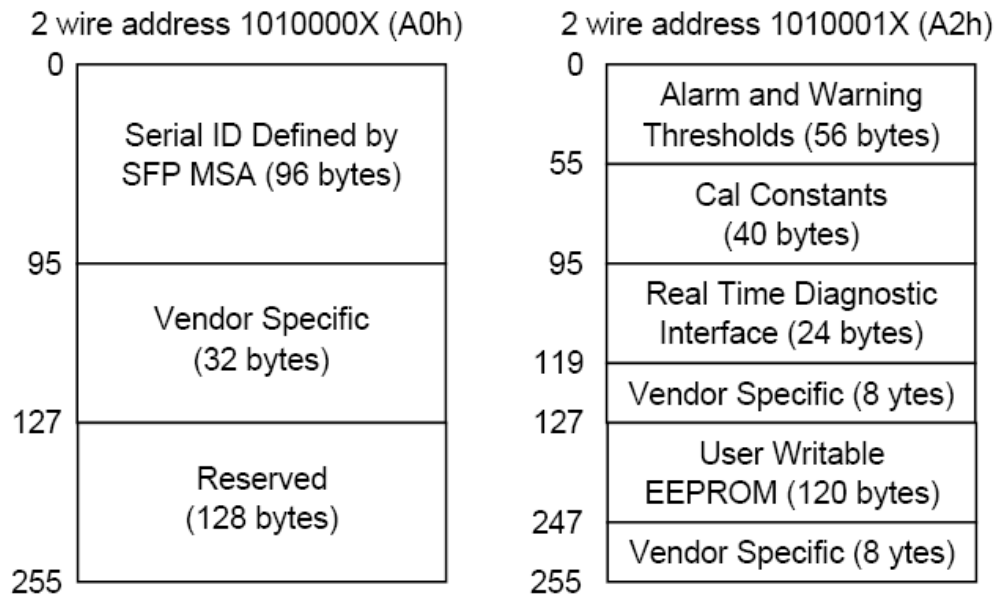 2 wire address 1010000X (A0h)
0
Serial ID Defined by
SFP MSA (96 bytes)
95
Vendor Specific
(32 bytes)
127
Reserved
(128 bytes)
255
2 wire address 1010001X (A2h)
0
Alarm and Warning
Thresholds (56 bytes)
55
Cal Constants
(40 bytes)
95
Real Time Diagnostic
Interface (24 bytes)
119
Vendor Specific (8 ytes)
127
User Writable
EEPROM (120 bytes)
247
Vendor Specific (8 ytes)
255